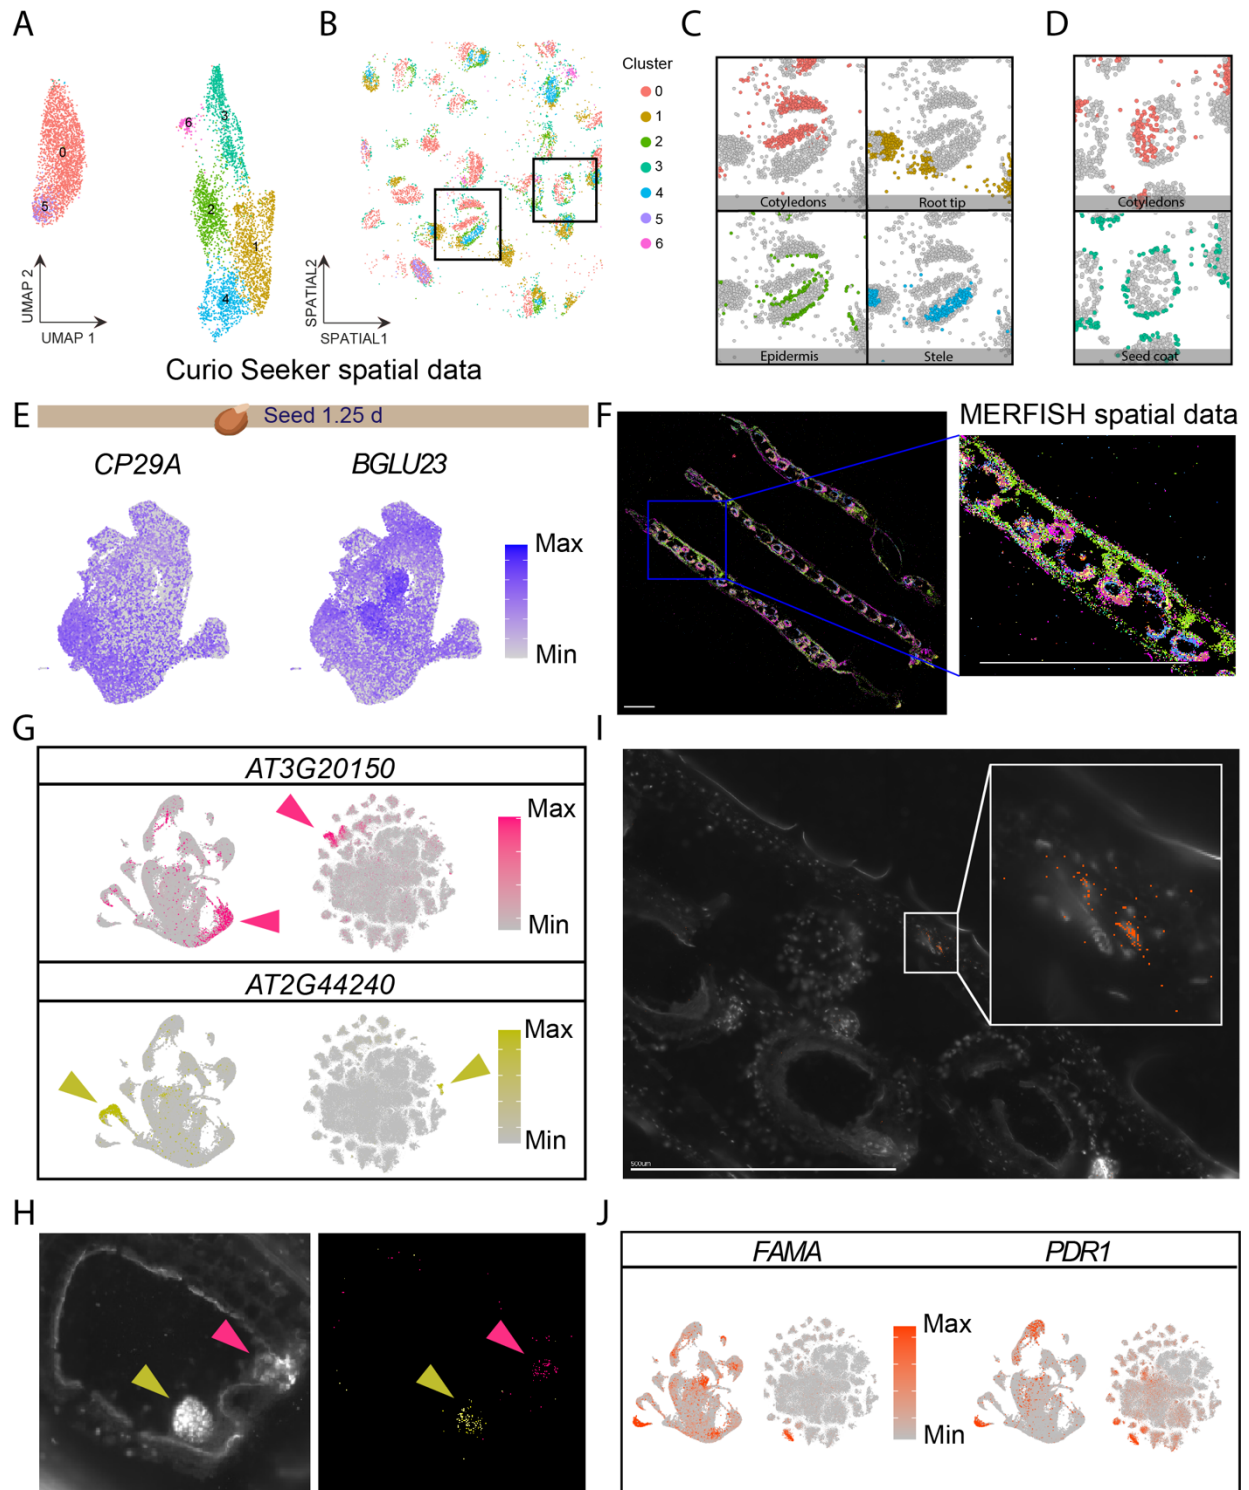 A
B
C
D
0
5
6
3
2
1
4
UMAP 2
UMAP 1
SPATIAL2
SPATIAL1
Cluster
0
1
2
3
4
5
6
Cotyledons
Root tip
Epidermis
Stele
Cotyledons
Seed coat
Curio Seeker spatial data
E
Seed 1.25 d
CP29A
BGLU23
Max
Min
F
MERFISH spatial data
G
AT3G20150
Max
Min
AT2G44240
Max
Min
I
500µm
H
J
FAMA
PDR1
Max
Min